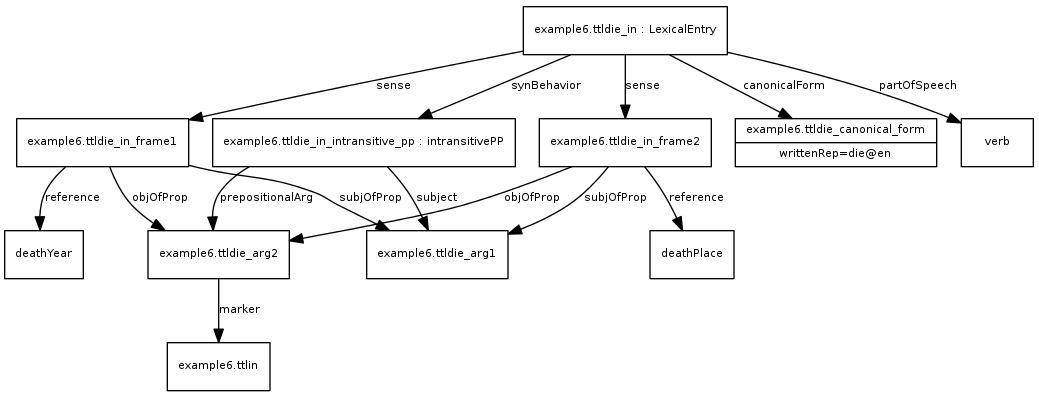 example6.ttldie_in : LexicalEntry
sense
synBehavior
sense
canonicalForm
partOfSpeech
example6.ttldie_in_frame1
example6.ttldie_in_intransitive_pp : intransitivePP
example6.ttldie_in_frame2
example6.ttldie_canonical_form
writtenRep=die@en
verb
reference
objOfProp
prepositionalArg
subjOfProp
subject
objOfProp
subjOfProp
reference
deathYear
example6.ttldie_arg2
example6.ttldie_arg1
deathPlace
marker
example6.ttlin